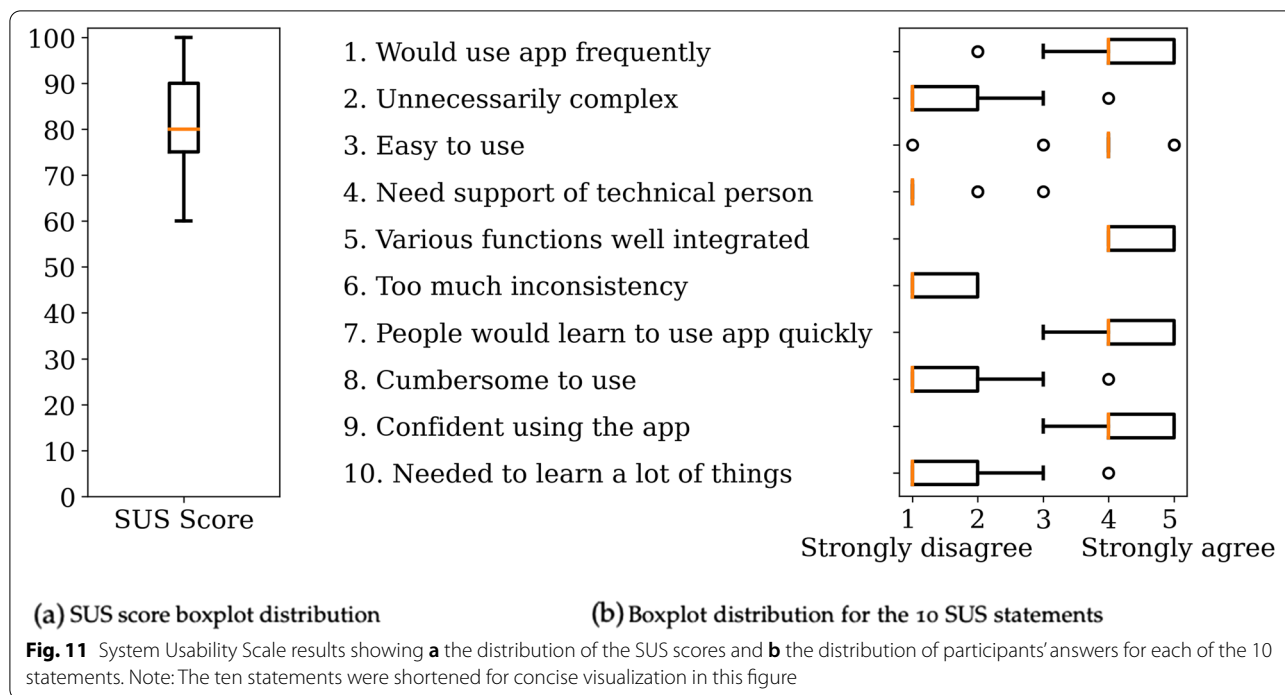 100
90
80
70
60
50
40
30
20
10
0
SUS Score
1. Would use app frequently
2. Unnecessarily complex
3. Easy to use
4. Need support of technical person
5. Various functions well integrated
6. Too much inconsistency
7. People would learn to use app quickly
8. Cumbersome to use
9. Confident using the app
10. Needed to learn a lot of things
1 2 3 4 5
Strongly disagree Strongly agree
(a) SUS score boxplot distribution
(b) Boxplot distribution for the 10 SUS statements
Fig. 11 System Usability Scale results showing a the distribution of the SUS scores and b the distribution of participants' answers for each of the 10
statements. Note: The ten statements were shortened for concise visualization in this figure